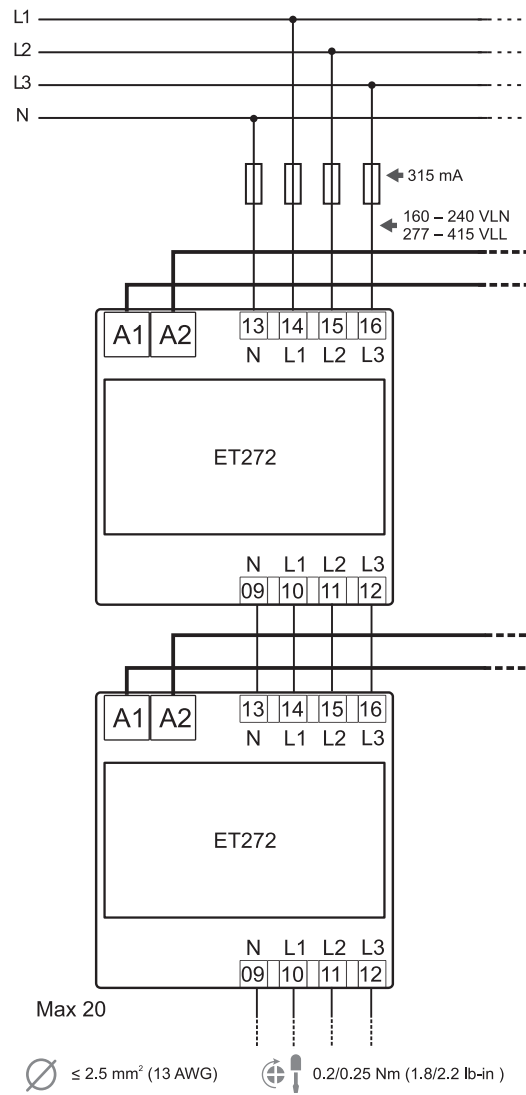 L1
L2
L3
N
315 mA
160 – 240 VLN
277 – 415 VLL
A1 A2 13 14 15 16
N L1 L2 L3
ET272
N L1 L2 L3
09 10 11 12
A1 A2 13 14 15 16
N L1 L2 L3
ET272
N L1 L2 L3
09 10 11 12
Max 20
≤ 2.5 mm² (13 AWG) 0.2/0.25 Nm (1.8/2.2 lb-in )